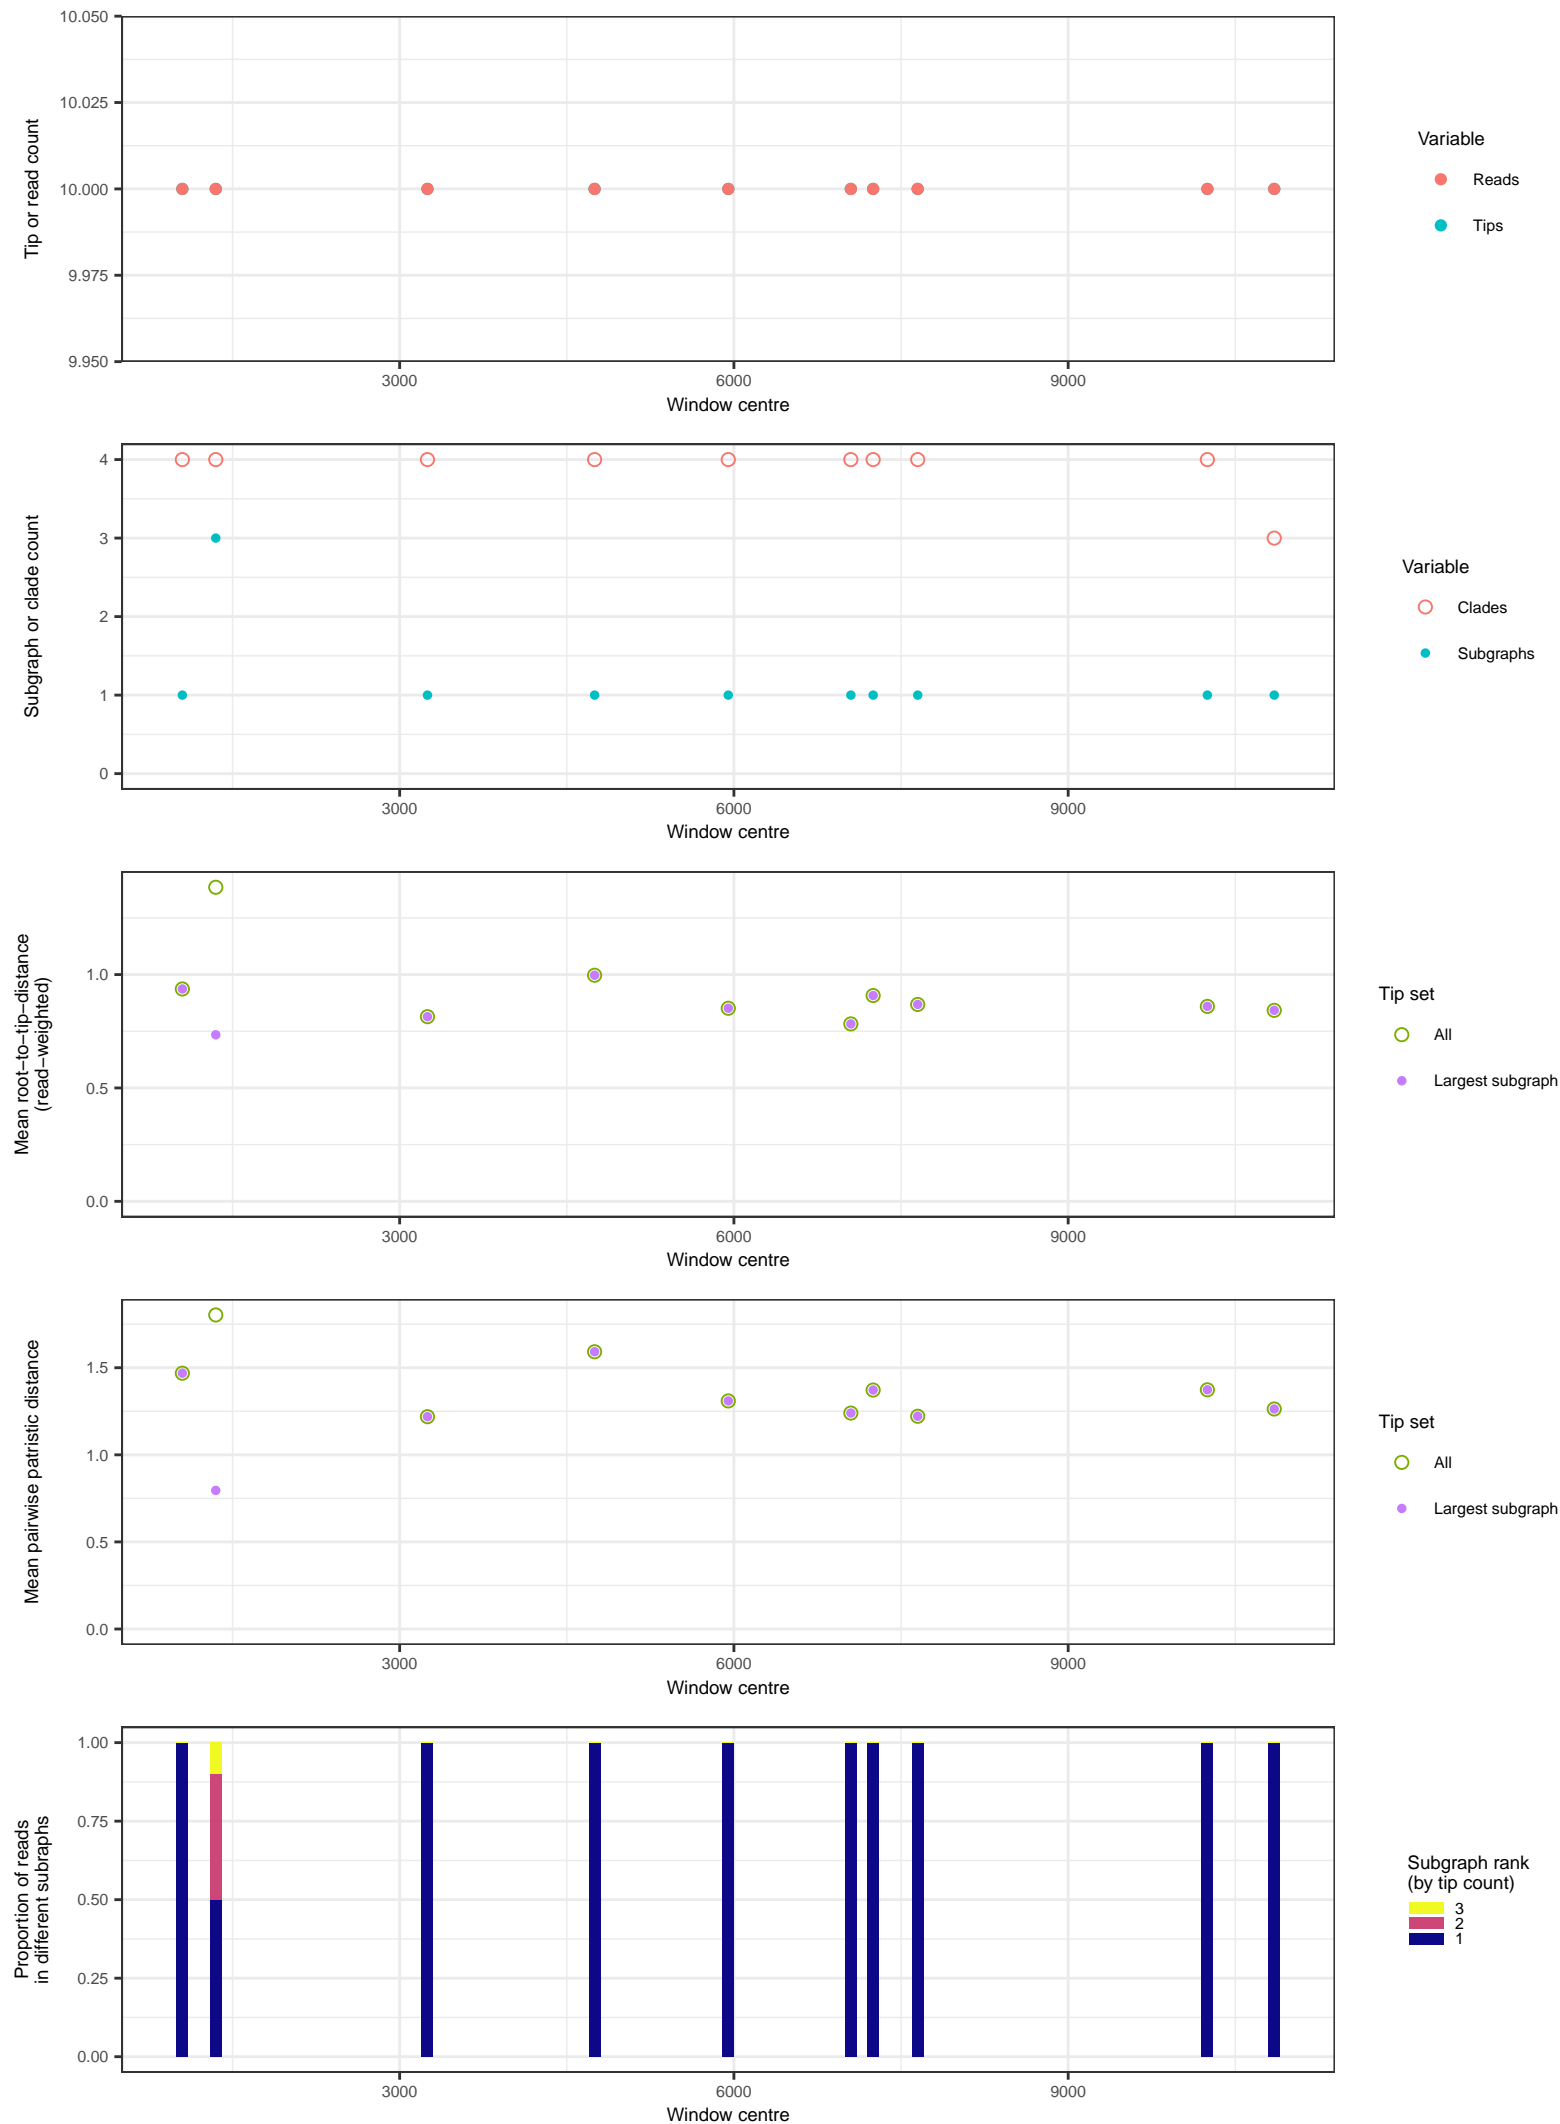 10.050
10.025
10.000
9.975
9.950
Tip or read count
3000 6000 9000
Window centre
Variable
Reads
Tips
4
3
2
1
0
Subgraph or clade count
3000 6000 9000
Window centre
Variable
Clades
Subgraphs
1.0
0.5
0.0
Mean root−to−tip−distance
(read−weighted)
3000 6000 9000
Window centre
Tip set
All
Largest subgraph
1.5
1.0
0.5
0.0
Mean pairwise patristic distance
3000 6000 9000
Window centre
Tip set
All
Largest subgraph
1.00
0.75
0.50
0.25
0.00
Proportion of reads
in different subraphs
3000 6000 9000
Window centre
Subgraph rank
(by tip count)
3
2
1